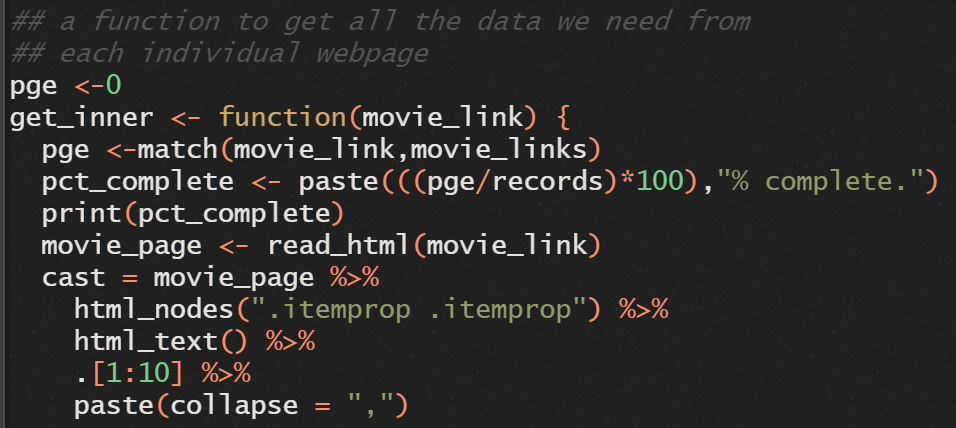 ## a function to get all the data we need from
## each individual webpage
pge <-0
get_inner <- function(movie_link) {
  pge <-match(movie_link,movie_links)
  pct_complete <- paste(((pge/records)*100),"% complete.")
  print(pct_complete)
  movie_page <- read_html(movie_link)
  cast = movie_page %>%
    html_nodes(".itemprop .itemprop") %>%
    html_text() %>%
    .[1:10] %>%
    paste(collapse = ",")